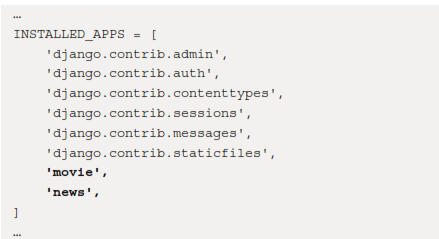 …
INSTALLED_APPS = [
    'django.contrib.admin',
    'django.contrib.auth',
    'django.contrib.contenttypes',
    'django.contrib.sessions',
    'django.contrib.messages',
    'django.contrib.staticfiles',
    'movie',
    'news',
]
…